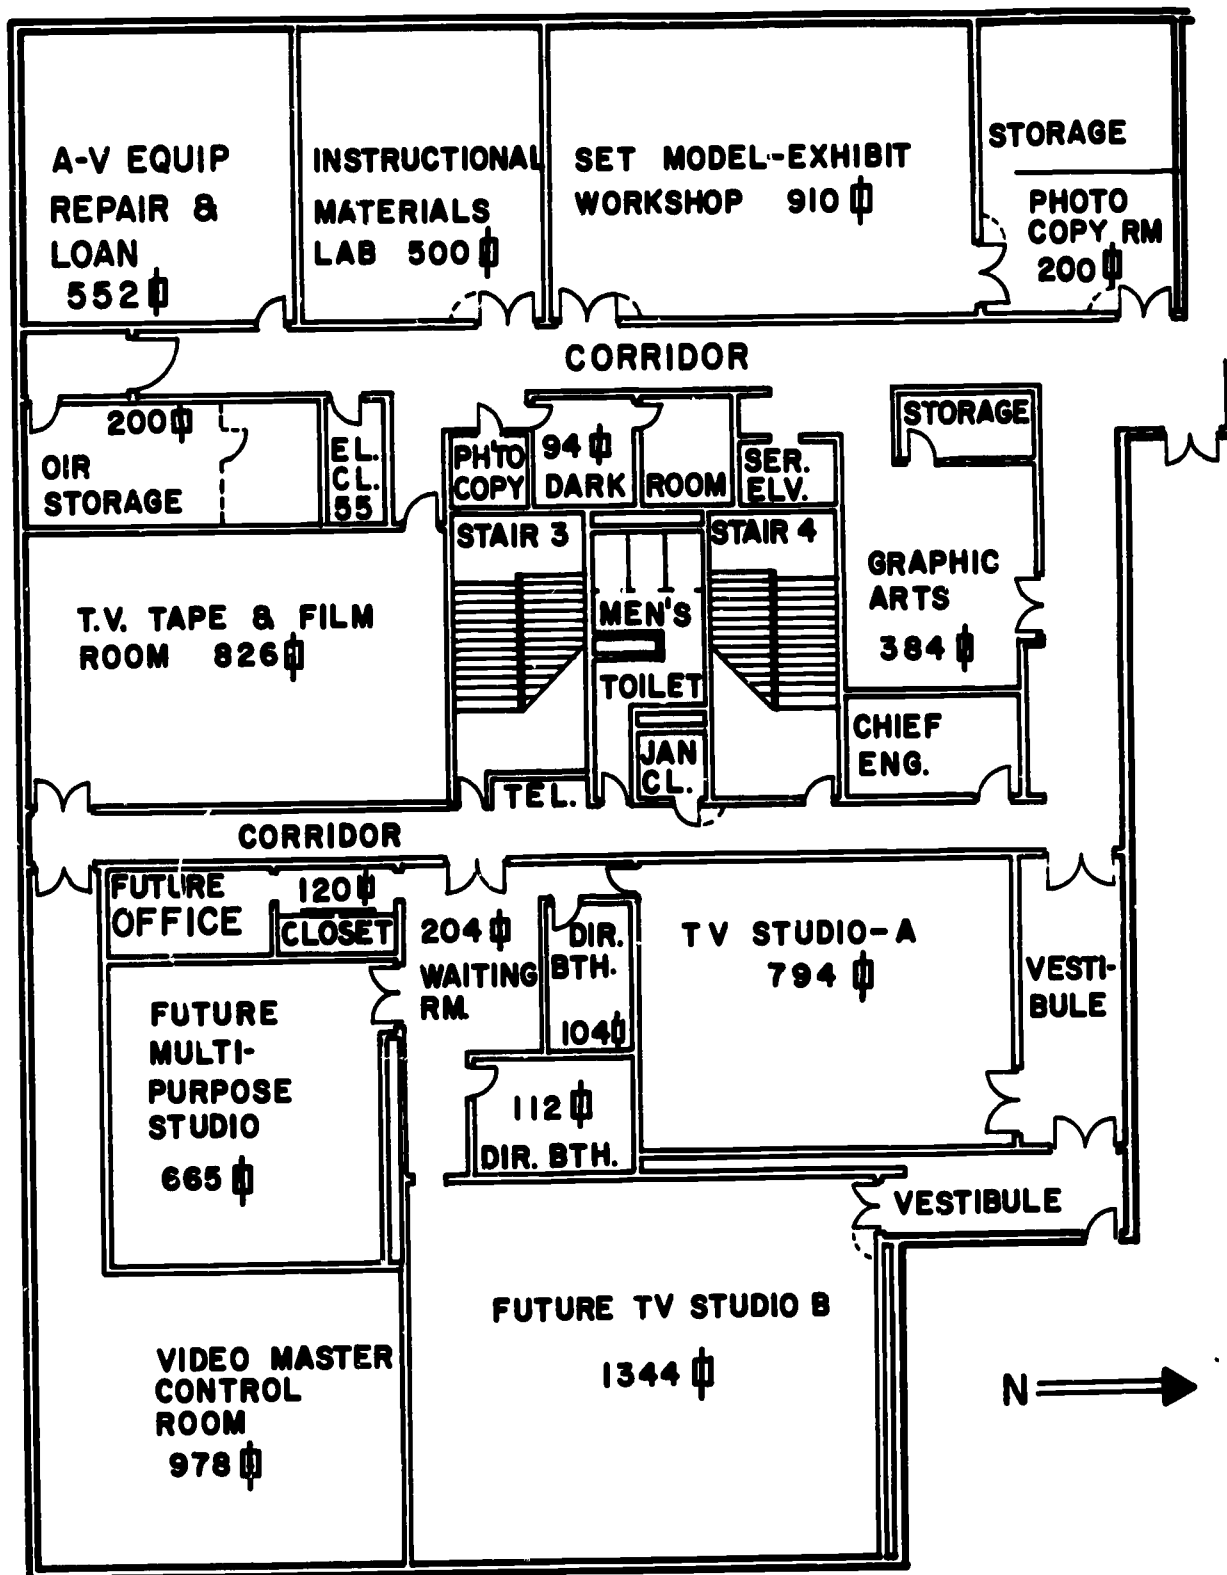 A-V EQUIP
REPAIR &
LOAN
552
INSTRUCTIONAL
MATERIALS
LAB 500
SET MODEL-EXHIBIT
WORKSHOP 910
STORAGE
PHOTO
COPY RM
200
CORRIDOR
200
OIR
STORAGE
EL.
CL.
55
PHTO
COPY
94
DARK ROOM
SER.
ELV.
STORAGE
STAIR 3
STAIR 4
GRAPHIC
ARTS
384
T.V. TAPE & FILM
ROOM 826
MEN'S
TOILET
JAN
CL.
CHIEF
ENG.
TEL.
CORRIDOR
FUTURE
OFFICE
120
CLOSET
204
WAITING
RM.
DIR.
BTH.
104
TV STUDIO-A
794
VESTI-
BULE
FUTURE
MULTI-
PURPOSE
STUDIO
665
112
DIR. BTH.
VESTIBULE
FUTURE TV STUDIO B
1344
VIDEO MASTER
CONTROL
ROOM
978
N